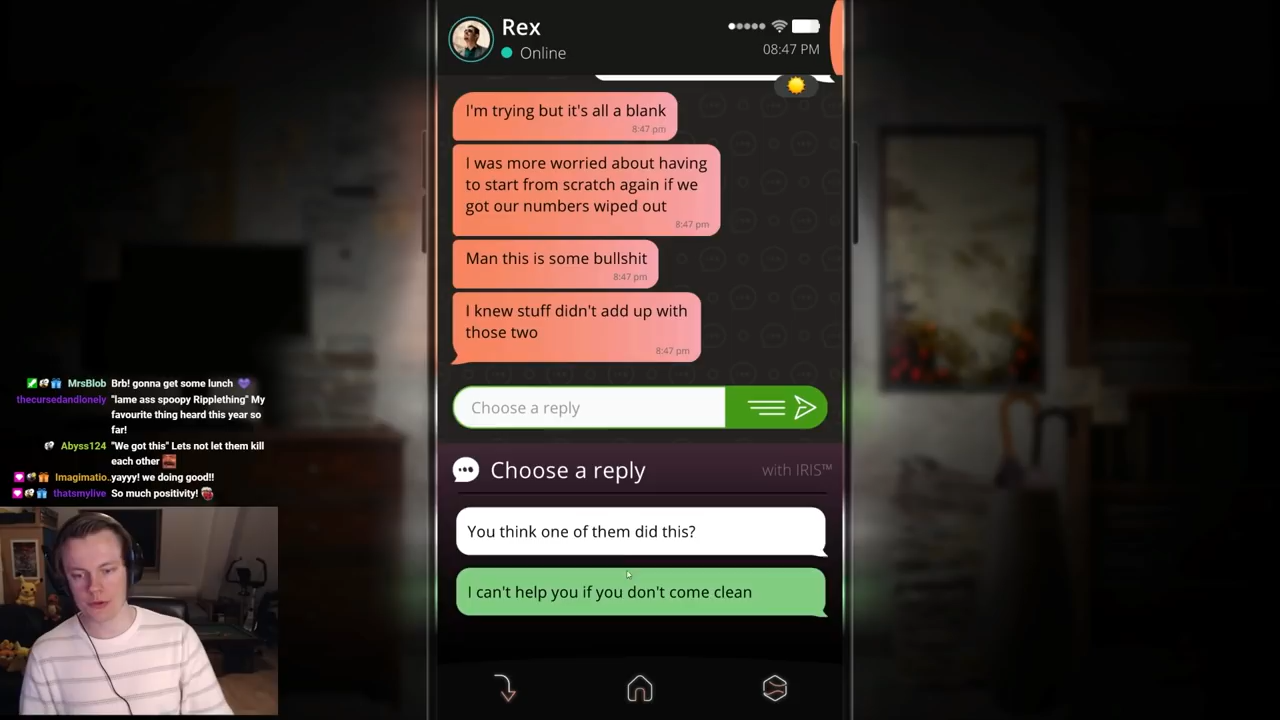 Rex
Online
08:47 PM
I'm trying but it's all a blank
8:47 pm
I was more worried about having
to start from scratch again if we
got our numbers wiped out
8:47 pm
Man this is some bullshit
8:47 pm
I knew stuff didn't add up with
those two
8:47 pm
Choose a reply
Choose a reply
with IRIS™
You think one of them did this?
I can't help you if you don't come clean
MrsBlob Brb! gonna get some lunch
thecursedandlonely "lame ass spoopy Ripplething" My
favourite thing heard this year so
far!
Abyss124 "We got this" Lets not let them kill
each other
Imaginatio.. yayyy! we doing good!!
thatsmylive So much positivity!